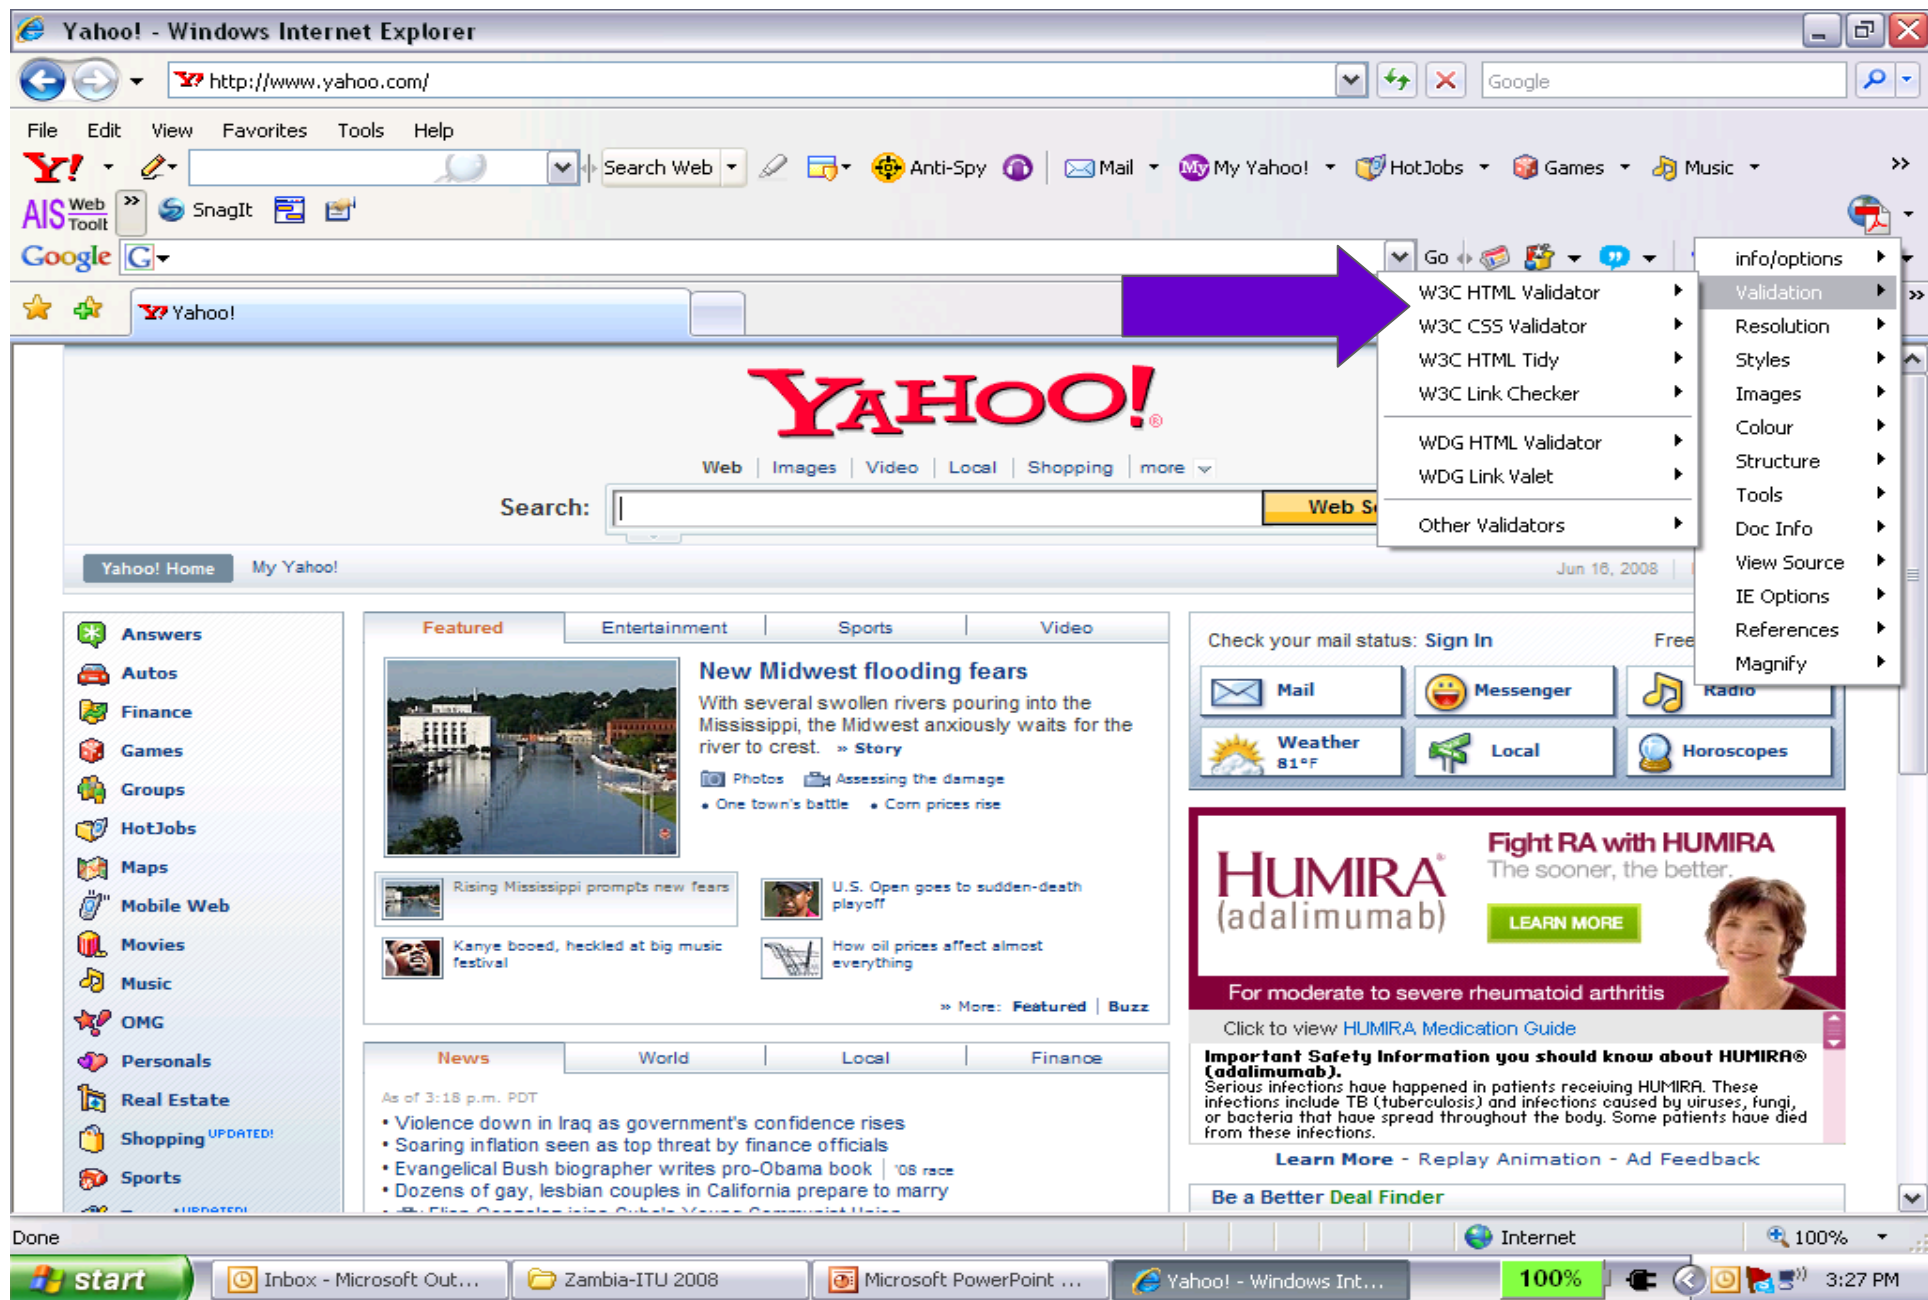 Yahoo! - Windows Internet Explorer
http://www.yahoo.com/
Google
File Edit View Favorites Tools Help
Y! Search Web Anti-Spy Mail My My Yahoo! HotJobs Games Music
AIS Web Toolt SnagIt
Google G Go
Yahoo!
info/options
Validation
Resolution
Styles
Images
Colour
Structure
Tools
Doc Info
View Source
IE Options
References
Magnify
W3C HTML Validator
W3C CSS Validator
W3C HTML Tidy
W3C Link Checker
WDG HTML Validator
WDG Link Valet
Other Validators
YAHOO!®
Web | Images | Video | Local | Shopping | more
Search: Web S
Yahoo! Home My Yahoo! Jun 16, 2008
Answers
Autos
Finance
Games
Groups
HotJobs
Maps
Mobile Web
Movies
Music
OMG
Personals
Real Estate
Shopping UPDATED!
Sports
UPDATED!
Featured Entertainment Sports Video
New Midwest flooding fears
With several swollen rivers pouring into the
Mississippi, the Midwest anxiously waits for the
river to crest. » Story
Photos Assessing the damage
• One town's battle • Corn prices rise
Rising Mississippi prompts new fears
U.S. Open goes to sudden-death
playoff
Kanye booed, heckled at big music
festival
How oil prices affect almost
everything
» More: Featured | Buzz
News World Local Finance
As of 3:18 p.m. PDT
• Violence down in Iraq as government's confidence rises
• Soaring inflation seen as top threat by finance officials
• Evangelical Bush biographer writes pro-Obama book | '08 race
• Dozens of gay, lesbian couples in California prepare to marry
Check your mail status: Sign In Free
Mail Messenger Radio
Weather 81°F Local Horoscopes
Fight RA with HUMIRA
The sooner, the better.
HUMIRA®
(adalimumab)
LEARN MORE
For moderate to severe rheumatoid arthritis
Click to view HUMIRA Medication Guide
Important Safety Information you should know about HUMIRA®
(adalimumab).
Serious infections have happened in patients receiving HUMIRA. These
infections include TB (tuberculosis) and infections caused by viruses, fungi,
or bacteria that have spread throughout the body. Some patients have died
from these infections.
Learn More - Replay Animation - Ad Feedback
Be a Better Deal Finder
Done Internet 100%
start Inbox - Microsoft Out... Zambia-ITU 2008 Microsoft PowerPoint ... Yahoo! - Windows Int... 100% 3:27 PM